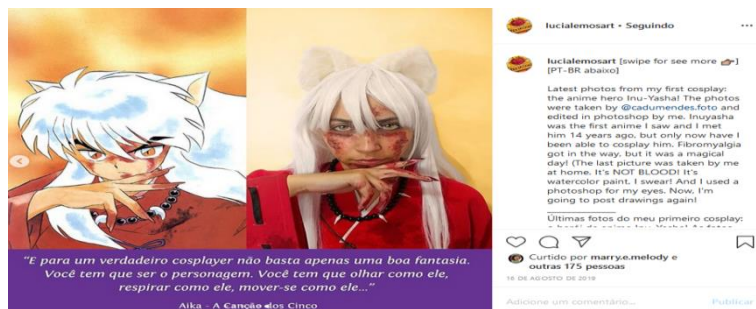 "E para um verdadeiro cosplayer não basta apenas uma boa fantasia.
Você tem que ser o personagem. Você tem que olhar como ele,
respirar como ele, mover-se como ele..."
Aika - A Canção dos Cinco
lucialemosart • Seguindo
lucialemosart [swipe for see more 👉]
[PT-BR abaixo]
Latest photos from my first cosplay:
the anime hero Inu-Yasha! The photos
were taken by @cadumendes.foto and
edited in photoshop by me. Inuyasha
was the first anime I saw and I met
him 14 years ago, but only now have I
been able to cosplay him. Fibromyalgia
got in the way, but it was a magical
day! (The last picture was taken by me
at home. It's NOT BLOOD! It's
watercolor paint, I swear! And I used a
photoshop for my eyes. Now, I'm
going to post drawings again!
Últimas fotos do meu primeiro cosplay:
Curtido por marry.e.melody e
outras 175 pessoas
DE AGOSTO DE
Adicione um comentário...
Publicar